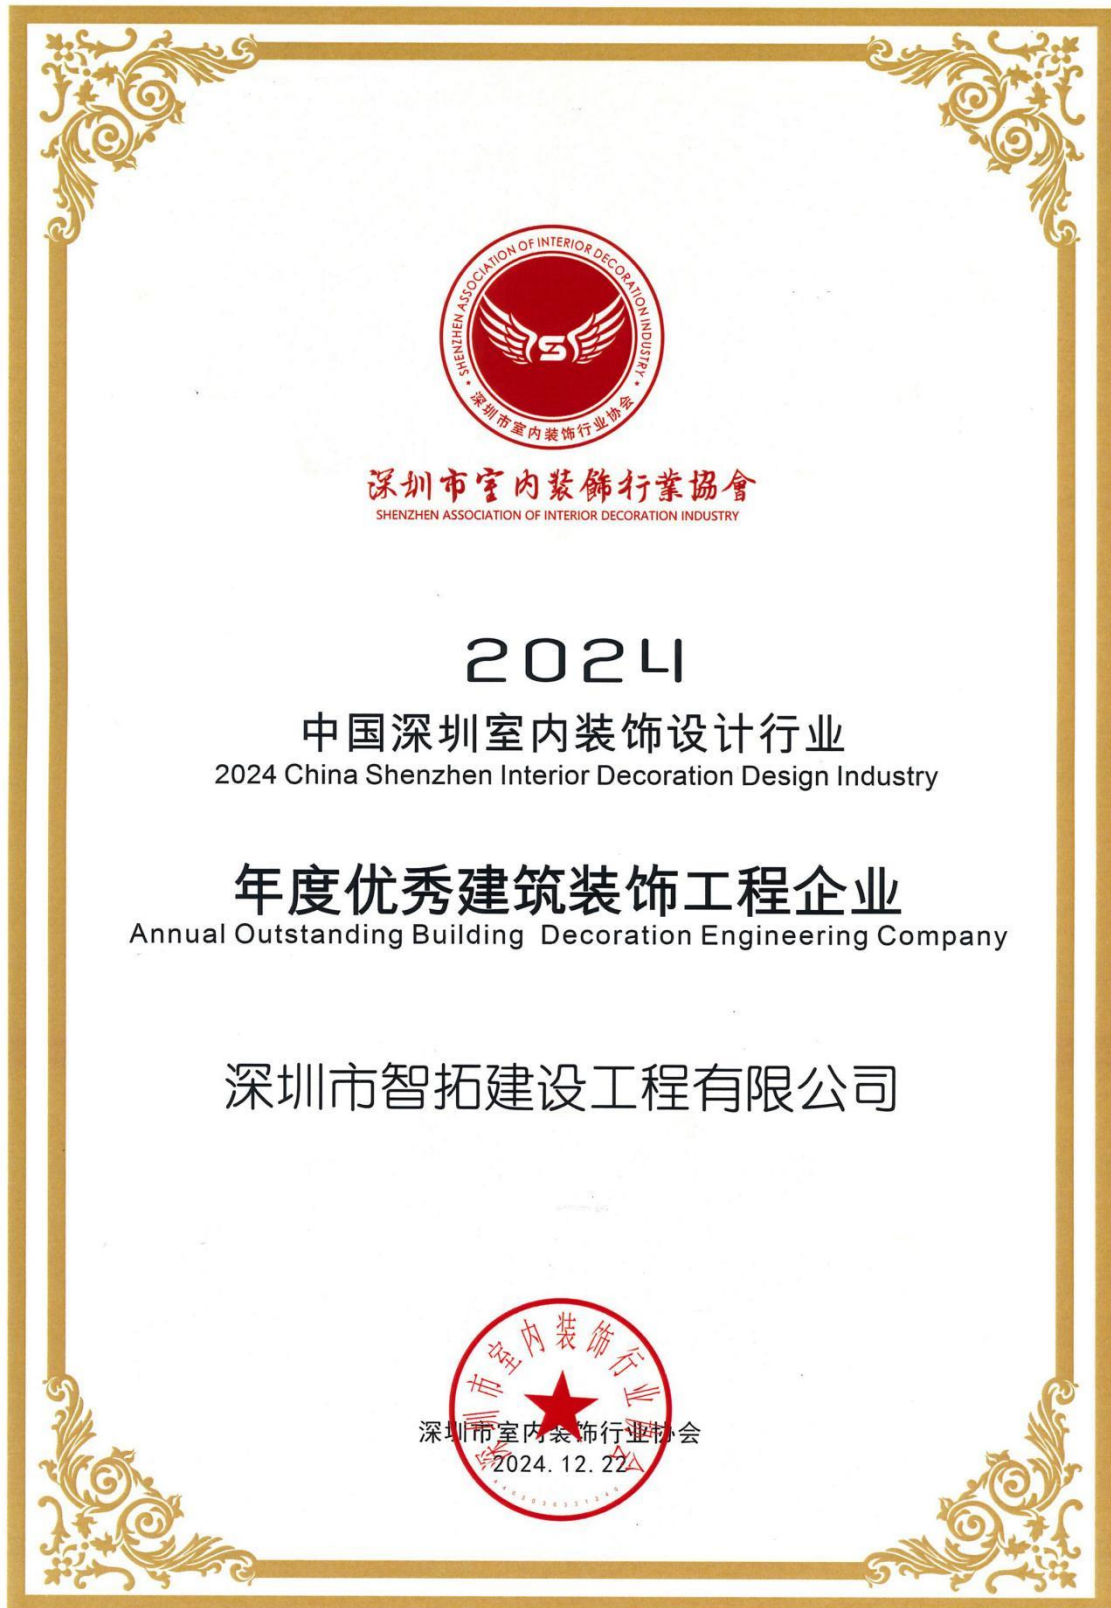 SHENZHEN ASSOCIATION OF INTERIOR DECORATION INDUSTRY
深圳市室内装饰行业协会
SZ
深圳市室内装飾行業協會
SHENZHEN ASSOCIATION OF INTERIOR DECORATION INDUSTRY
2024
中国深圳室内装饰设计行业
2024 China Shenzhen Interior Decoration Design Industry
年度优秀建筑装饰工程企业
Annual Outstanding Building Decoration Engineering Company
深圳市智拓建设工程有限公司
深圳市室内装饰行业协会
深圳市室内装饰行业协会
2024.12.22